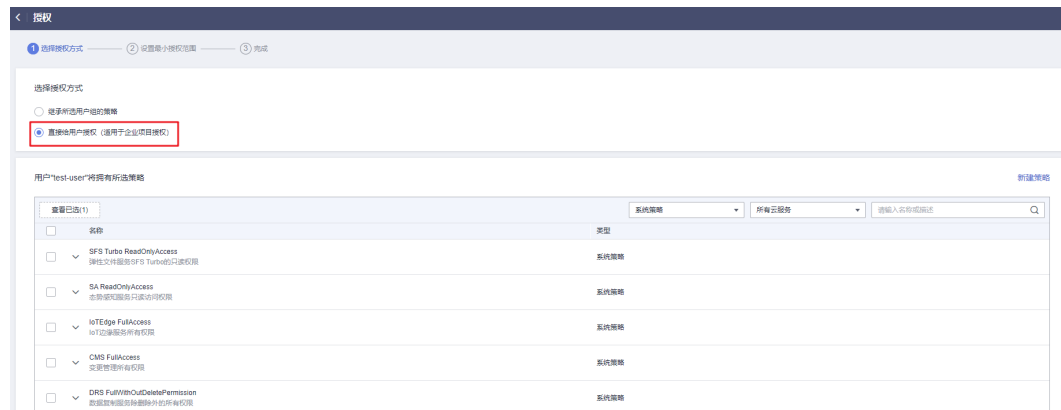 < 授权
1 选择授权方式 2 设置最小授权范围 3 完成
选择授权方式
继承所选用户组的策略
直接给用户授权（适用于企业项目授权）
用户"test-user"将拥有所选策略 新建策略
查看已选(1) 系统策略 所有云服务 请输入名称或描述
名称 类型
SFS Turbo ReadOnlyAccess
弹性文件服务SFS Turbo的只读权限 系统策略
SA ReadOnlyAccess
态势感知服务只读访问权限 系统策略
IoTEdge FullAccess
IoT边缘服务所有权限 系统策略
CMS FullAccess
变更管理所有权限 系统策略
DRS FullWithOutDeletePermission
数据复制服务除删除外的所有权限 系统策略